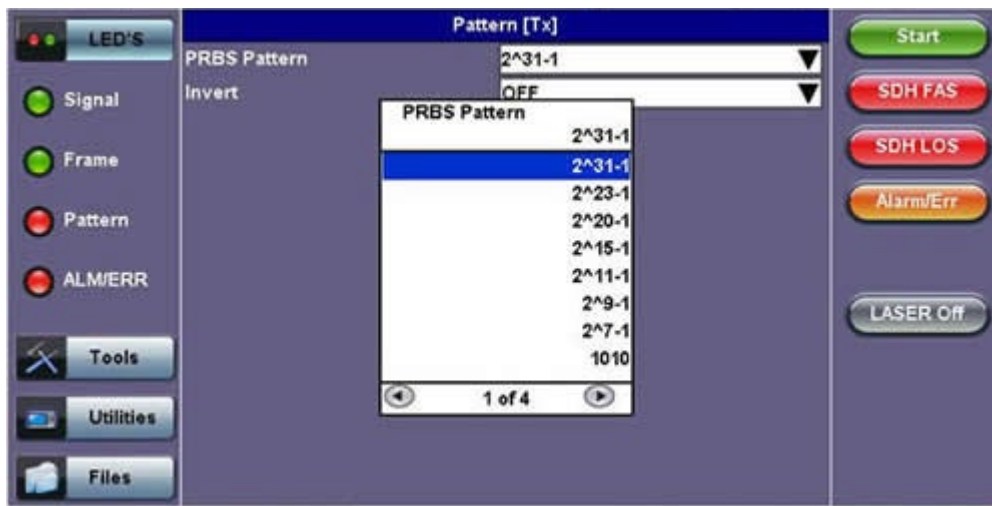 LED'S
Signal
Frame
Pattern
ALM/ERR
Tools
Utilities
Files
Pattern [Tx]
PRBS Pattern 2^31-1
Invert OFF
PRBS Pattern
2^31-1
2^31-1
2^23-1
2^20-1
2^15-1
2^11-1
2^9-1
2^7-1
1010
1 of 4
Start
SDH FAS
SDH LOS
Alarm/Err
LASER Off